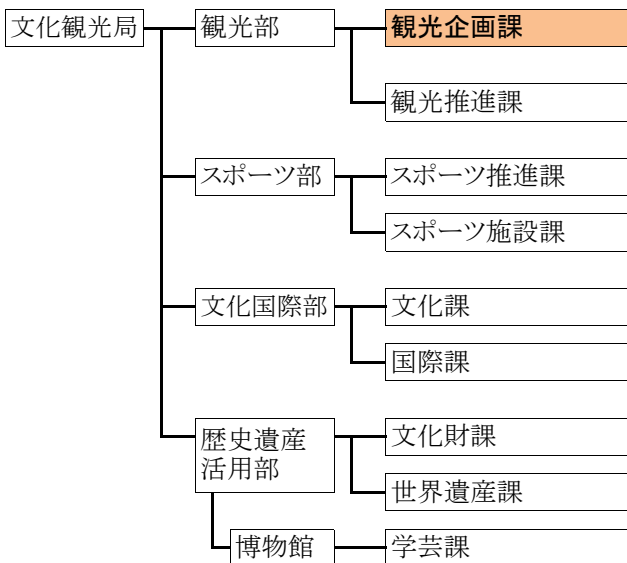 文化観光局
観光部
観光企画課
観光推進課
スポーツ部
スポーツ推進課
スポーツ施設課
文化国際部
文化課
国際課
歴史遺産
活用部
文化財課
世界遺産課
博物館
学芸課